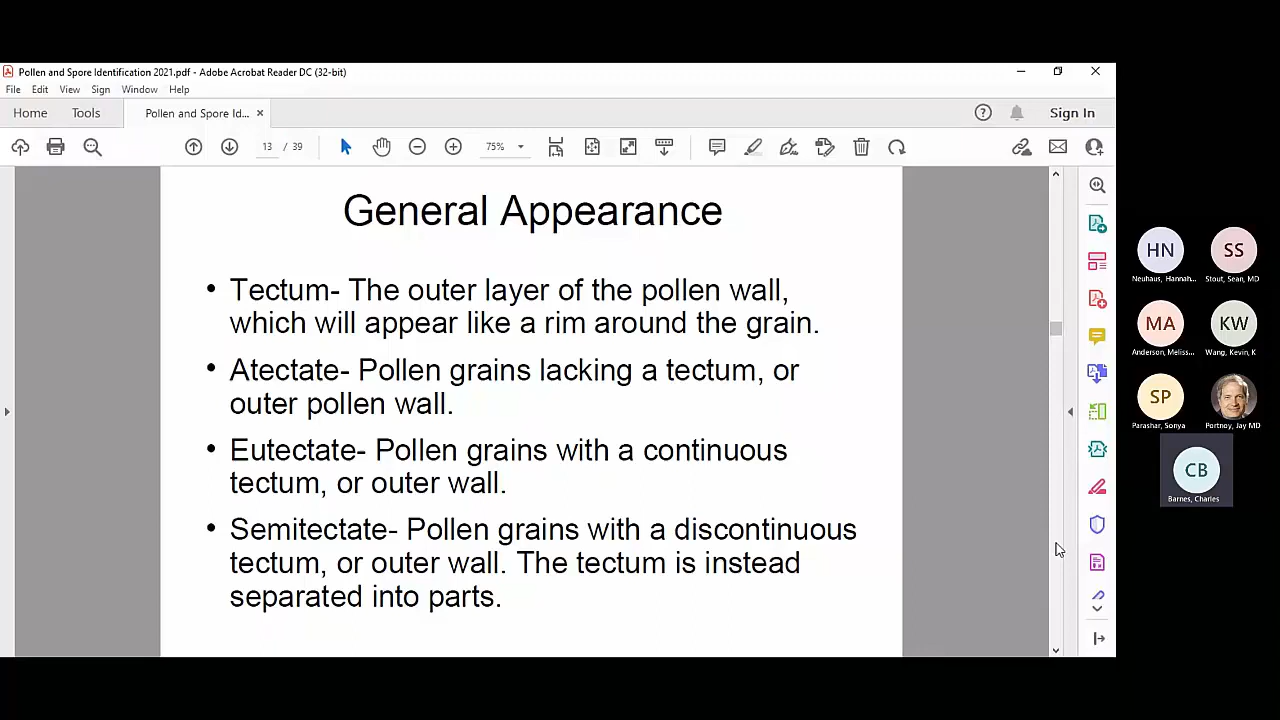 Pollen and Spore Identification 2021.pdf - Adobe Acrobat Reader DC (32-bit)
File Edit View Sign Window Help
Home Tools Pollen and Spore Id... × Sign In
13 / 39 75%
General Appearance
• Tectum- The outer layer of the pollen wall,
which will appear like a rim around the grain.
• Atectate- Pollen grains lacking a tectum, or
outer pollen wall.
• Eutectate- Pollen grains with a continuous
tectum, or outer wall.
• Semitectate- Pollen grains with a discontinuous
tectum, or outer wall. The tectum is instead
separated into parts.
HN SS
Neuhaus, Hannah... Stout, Sean, MD
MA KW
Anderson, Meliss... Wang, Kevin, K
SP
Parashar, Sonya Portnoy, Jay MD
CB
Barnes, Charles